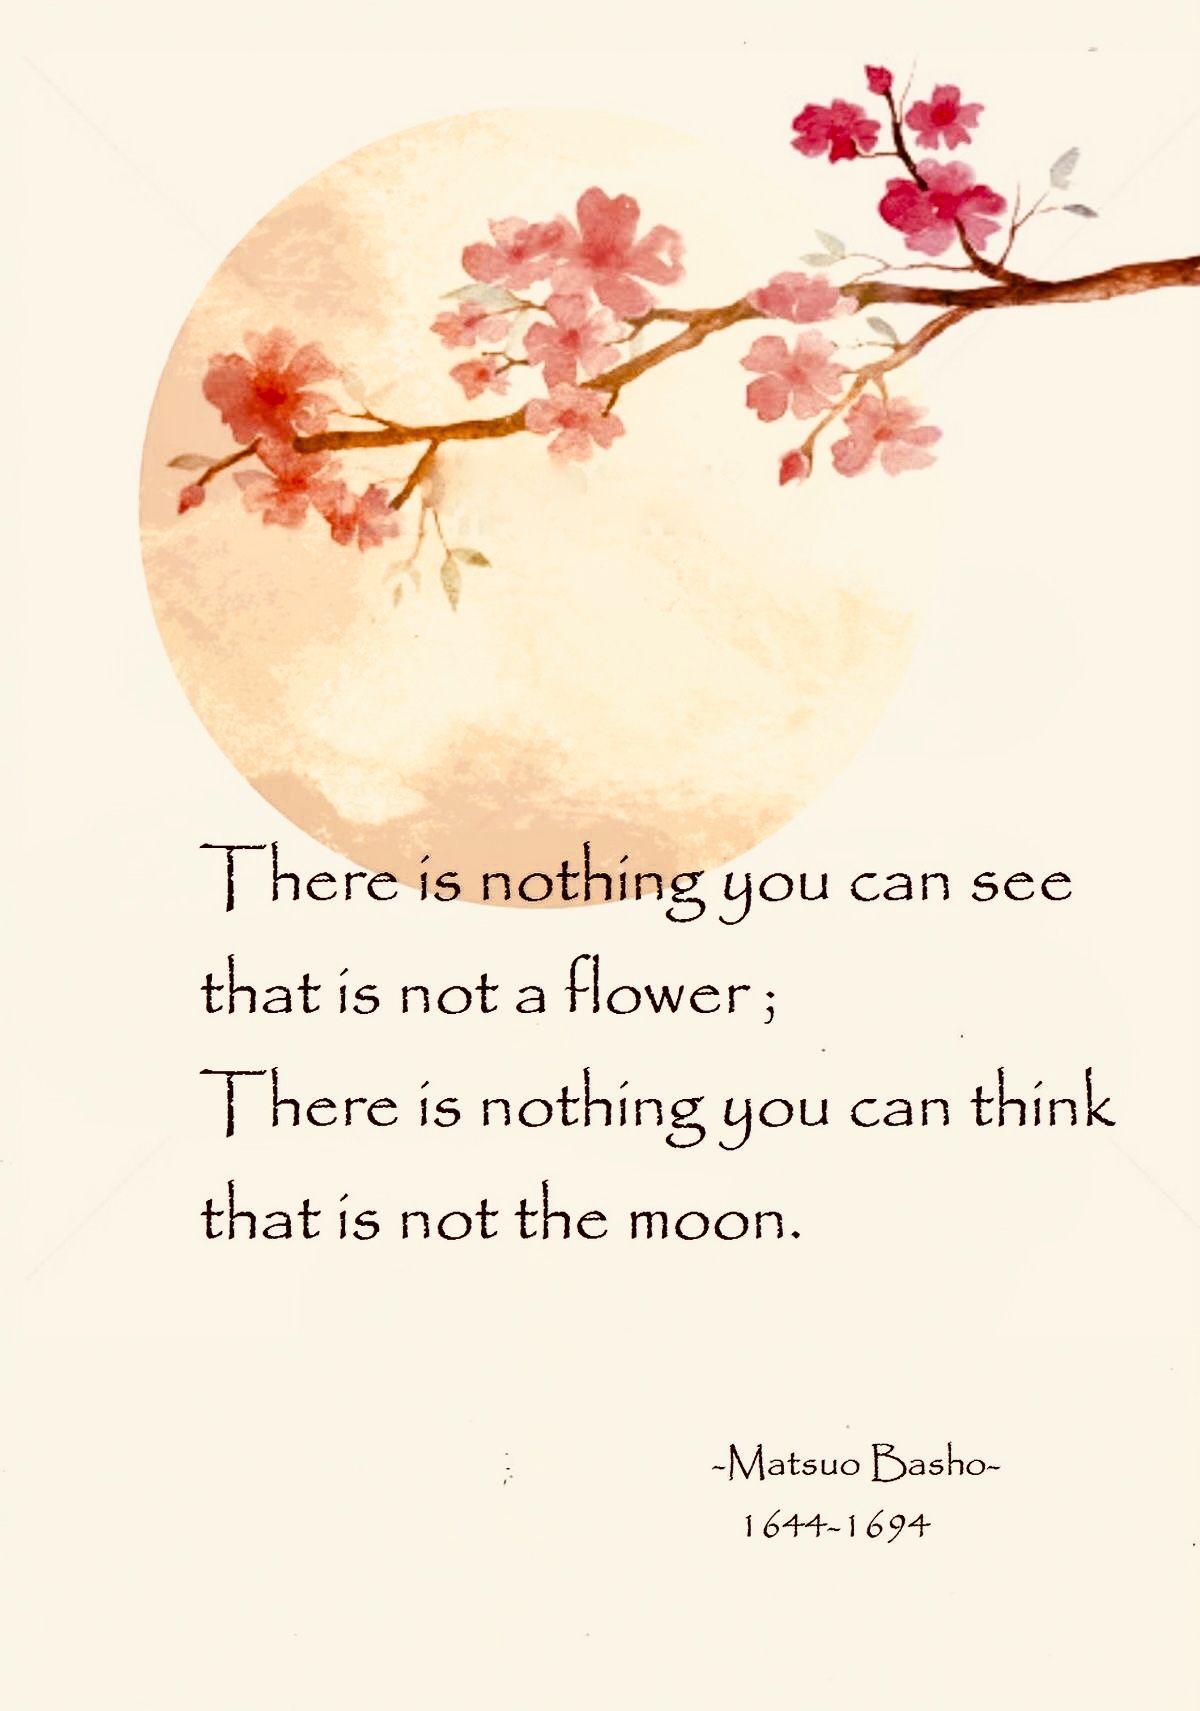 There is nothing you can see
that is not a flower ;
There is nothing you can think
that is not the moon.
-Matsuo Basho-
1644-1694